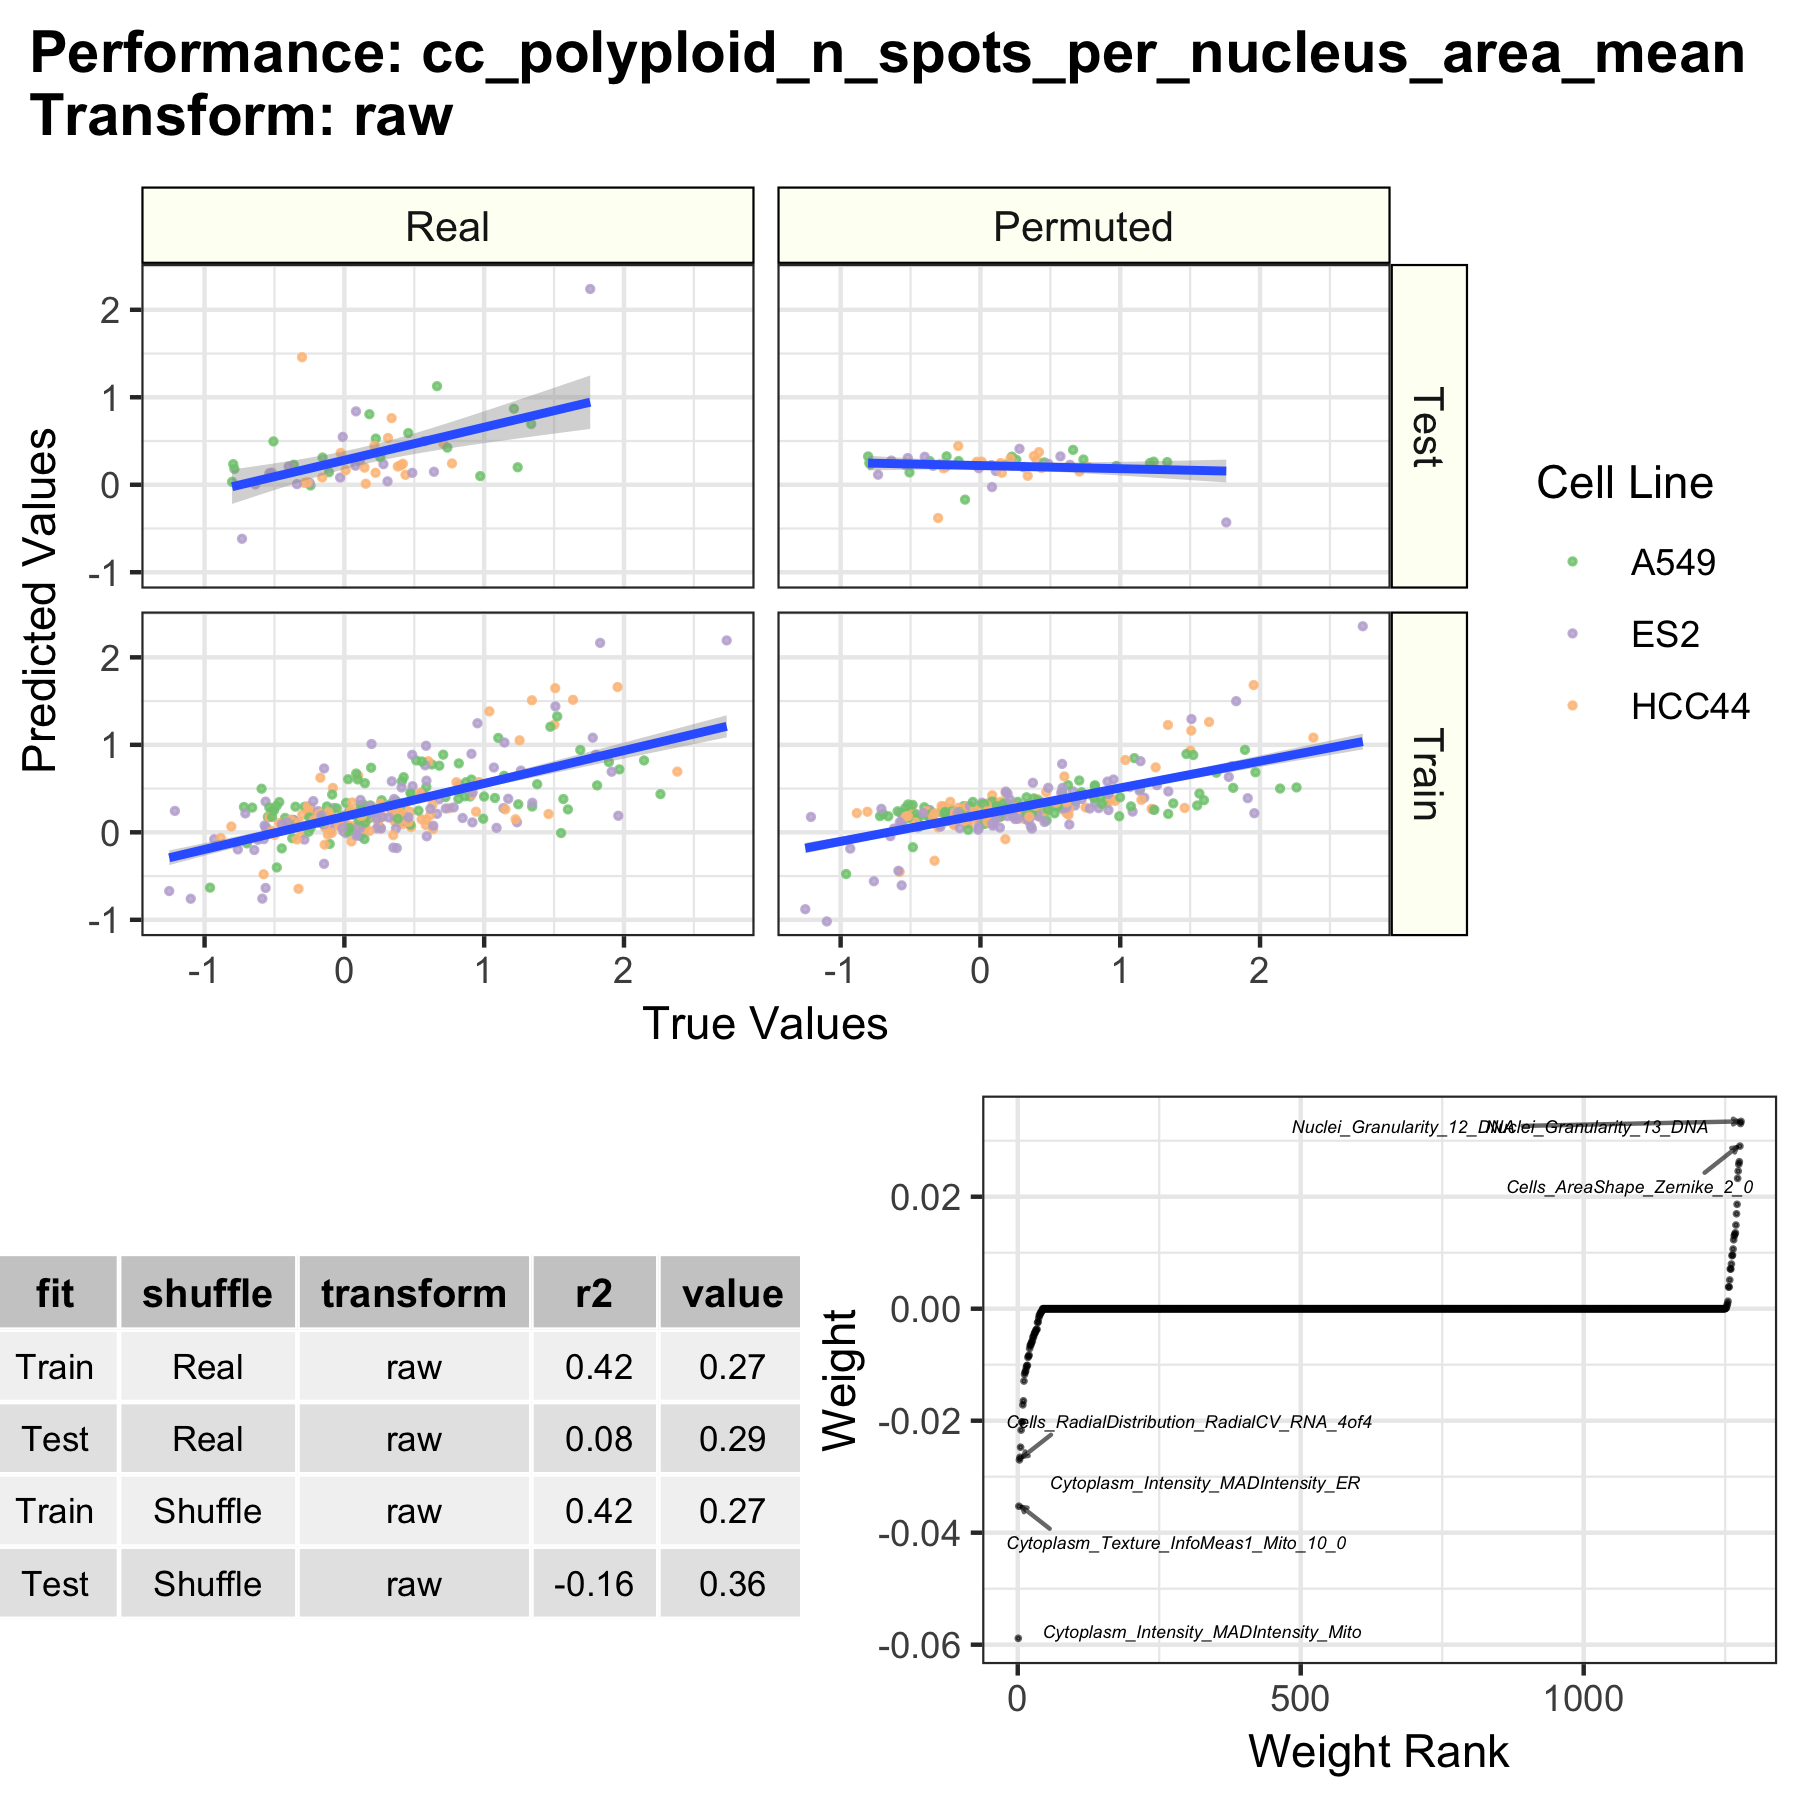 Performance: cc_polyploid_n_spots_per_nucleus_area_mean
Transform: raw
Real
Permuted
2
1
0
-1
Test
2
1
0
-1
Train
Predicted Values
-1
0
1
2
-1
0
1
2
True Values
Cell Line
A549
ES2
HCC44
fit shuffle transform r2 value
Train Real raw 0.42 0.27
Test Real raw 0.08 0.29
Train Shuffle raw 0.42 0.27
Test Shuffle raw -0.16 0.36
Weight
0.02
0.00
-0.02
-0.04
-0.06
Nuclei_Granularity_12_DNA
Nuclei_Granularity_13_DNA
Cells_AreaShape_Zernike_2_0
Cells_RadialDistribution_RadialCV_RNA_4of4
Cytoplasm_Intensity_MADIntensity_ER
Cytoplasm_Texture_InfoMeas1_Mito_10_0
Cytoplasm_Intensity_MADIntensity_Mito
0
500
1000
Weight Rank